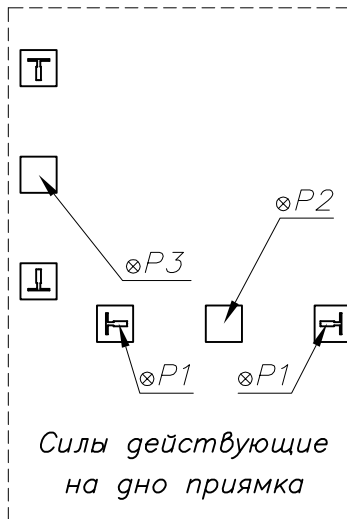 ⊗P2
⊗P3
⊗P1 ⊗P1
Силы действующие
на дно приямка